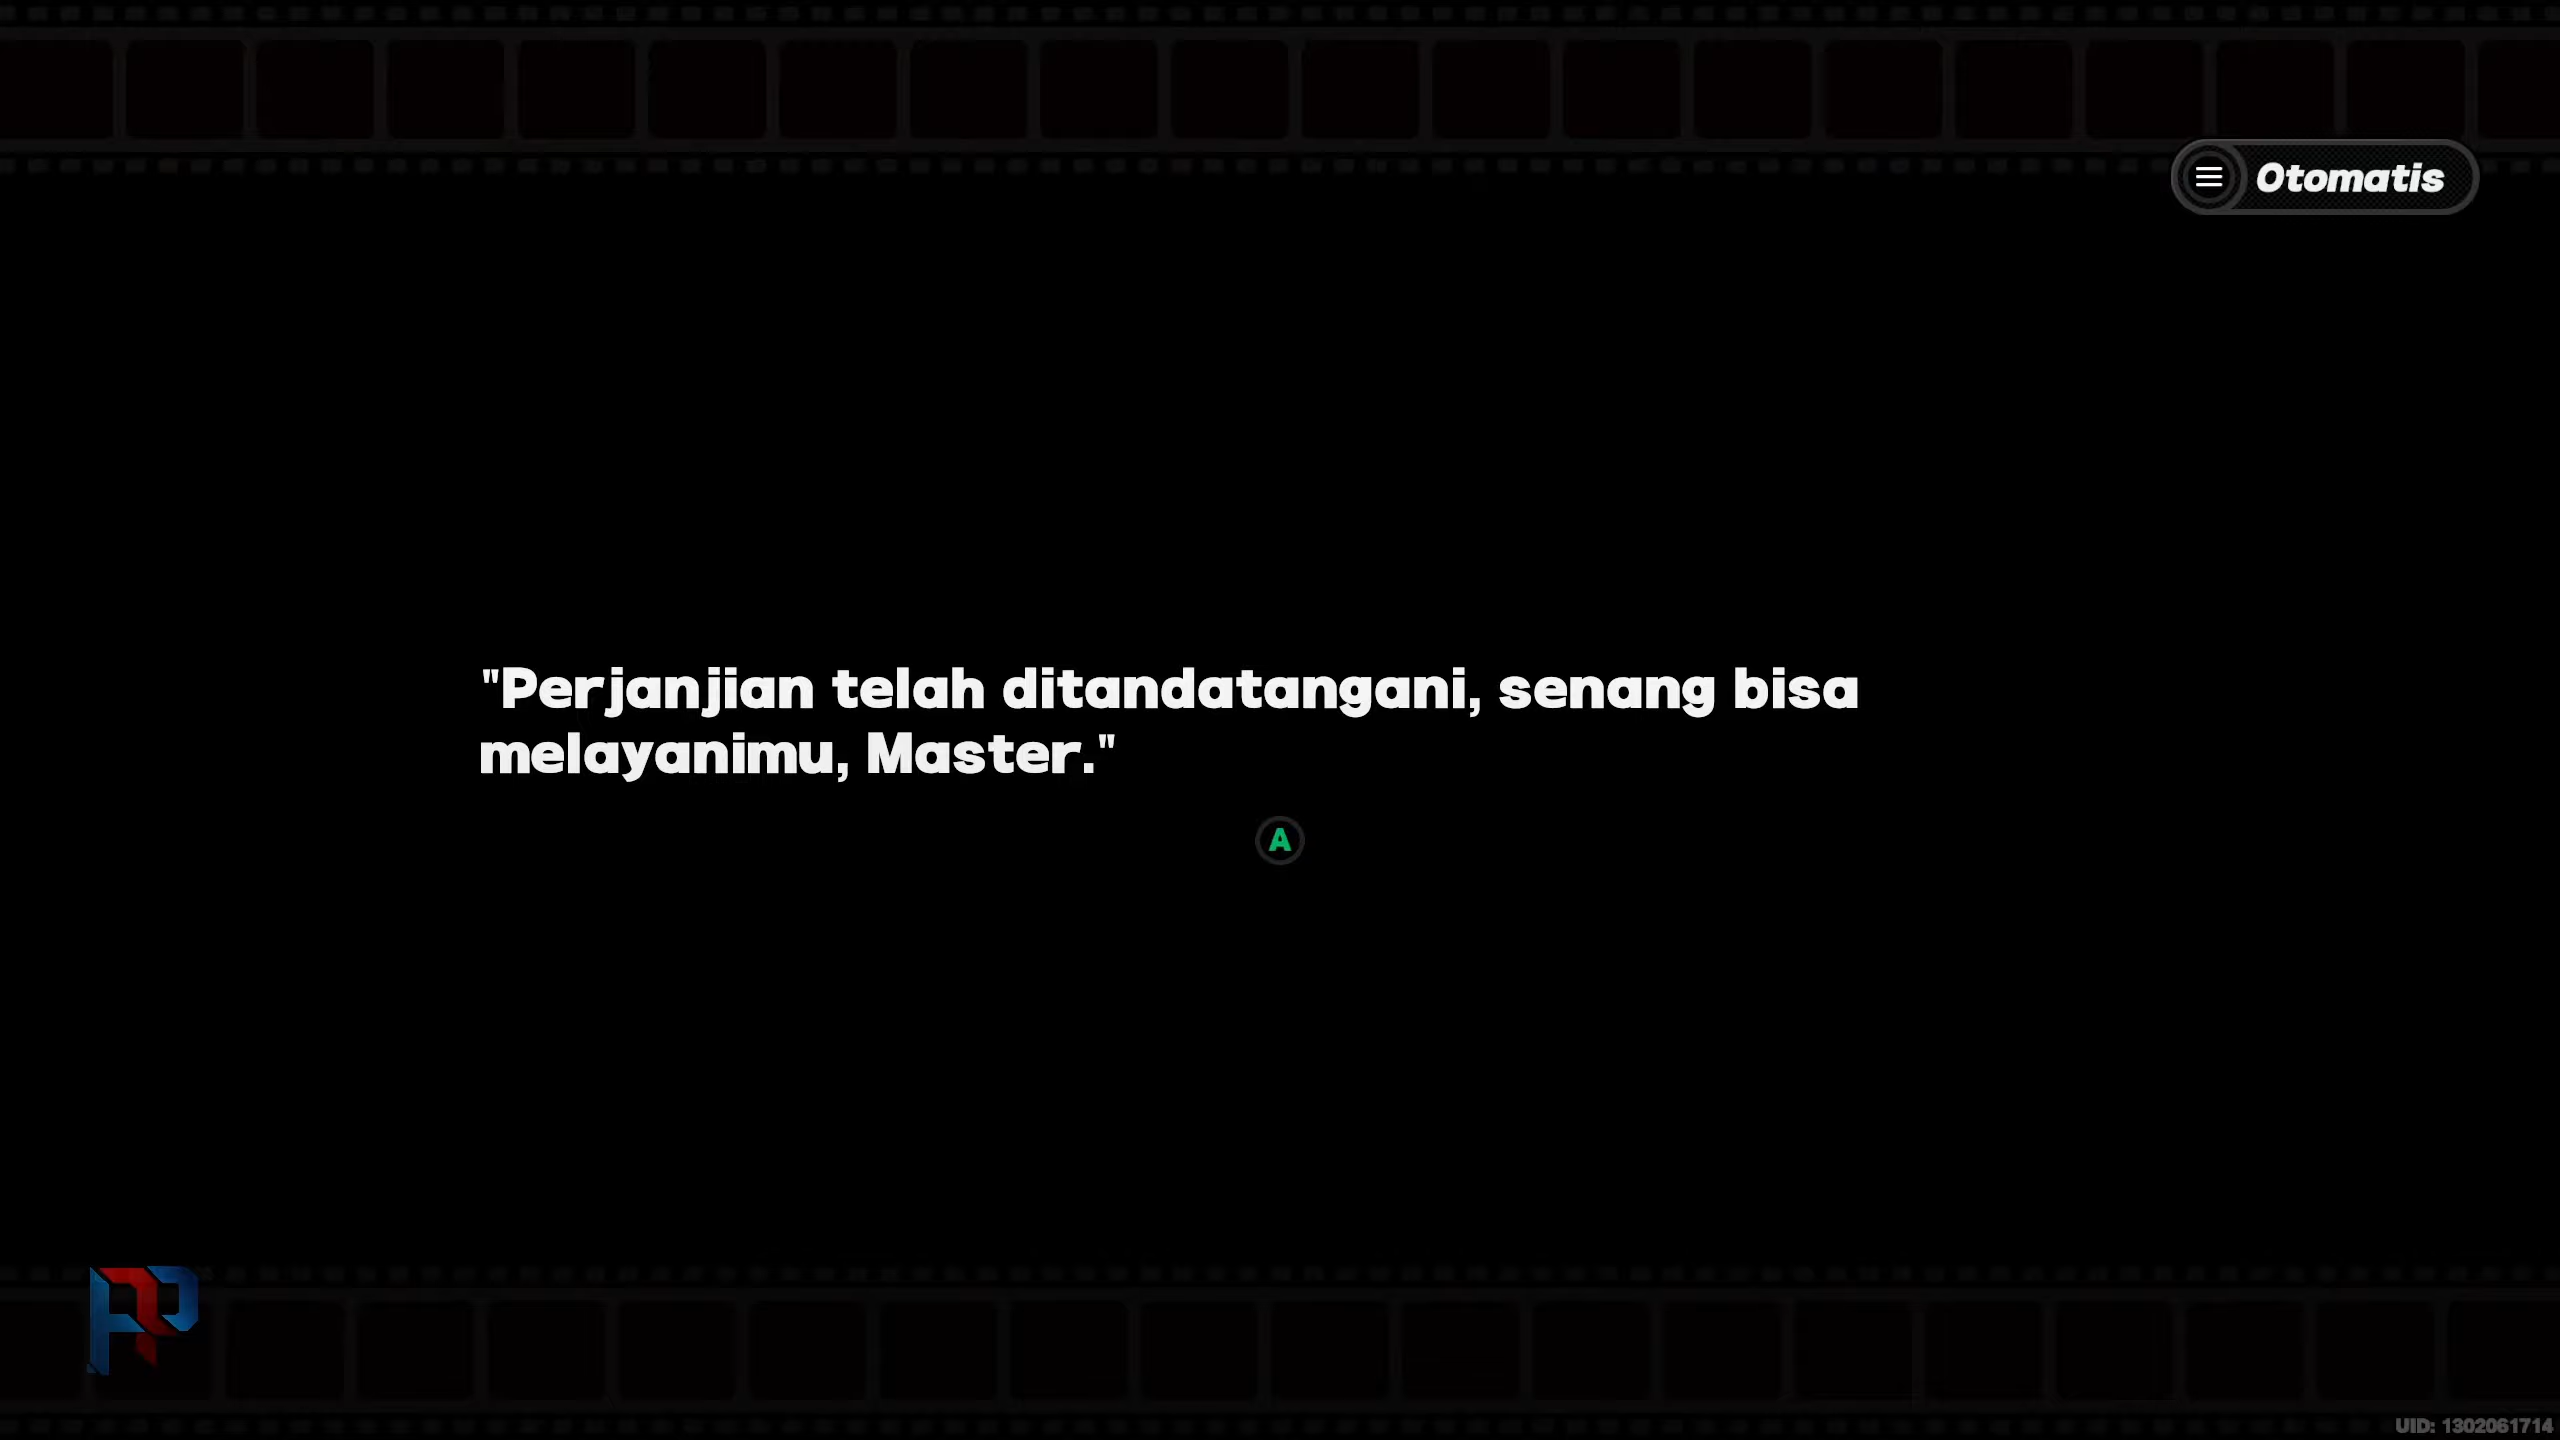 Otomatis
"Perjanjian telah ditandatangani, senang bisa
melayanimu, Master."
A
UID: 1302061714